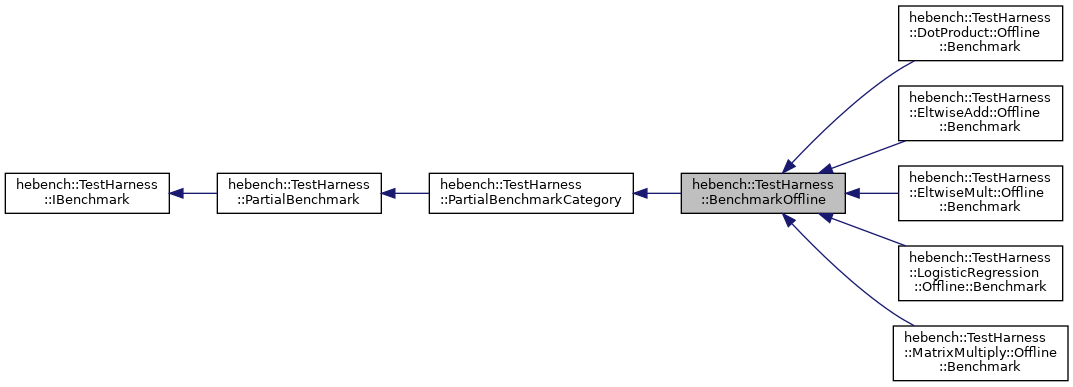 hebench::TestHarness
::DotProduct::Offline
::Benchmark
hebench::TestHarness
::EltwiseAdd::Offline
::Benchmark
hebench::TestHarness
::IBenchmark
hebench::TestHarness
::PartialBenchmark
hebench::TestHarness
::PartialBenchmarkCategory
hebench::TestHarness
::BenchmarkOffline
hebench::TestHarness
::EltwiseMult::Offline
::Benchmark
hebench::TestHarness
::LogisticRegression
::Offline::Benchmark
hebench::TestHarness
::MatrixMultiply::Offline
::Benchmark